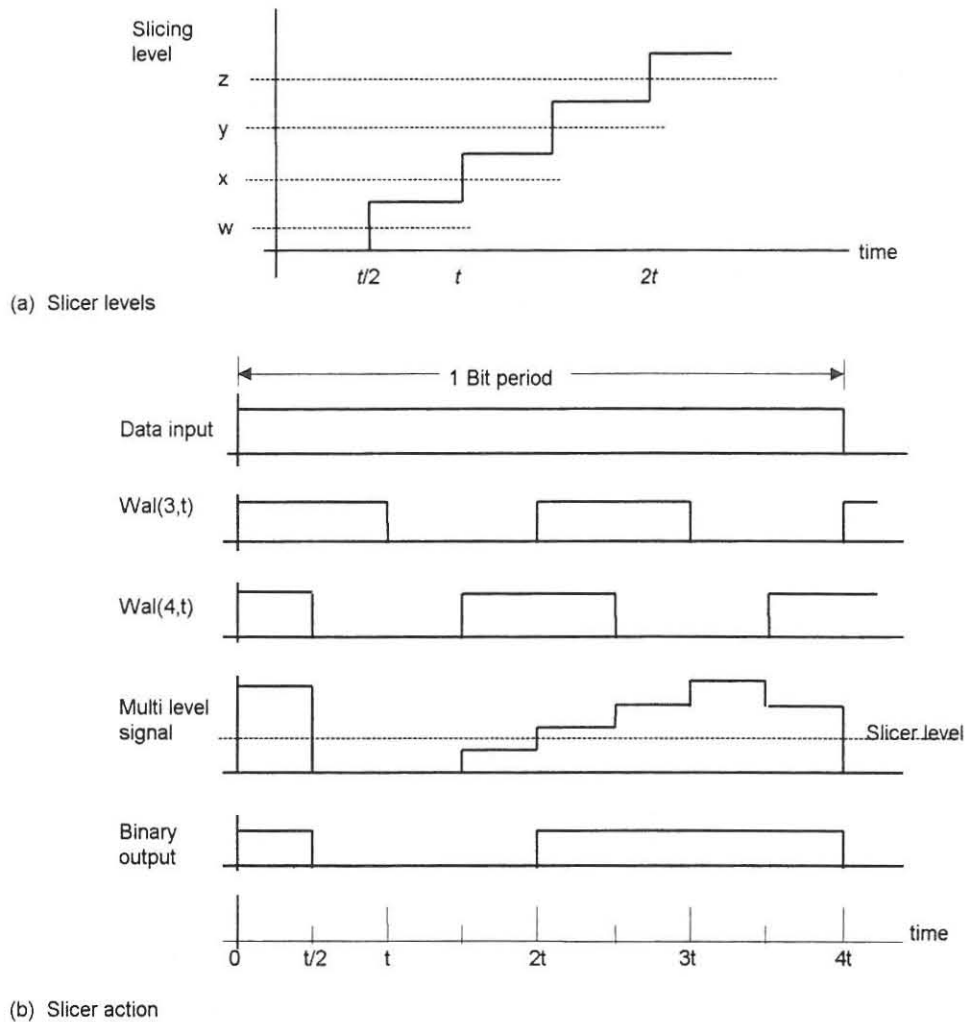 Slicing
level
z
y
x
w
time
t/2 t 2t
(a) Slicer levels
1 Bit period
Data input
Wal(3,t)
Wal(4,t)
Multi level
signal
Slicer level
Binary
output
time
0 t/2 t 2t 3t 4t
(b) Slicer action